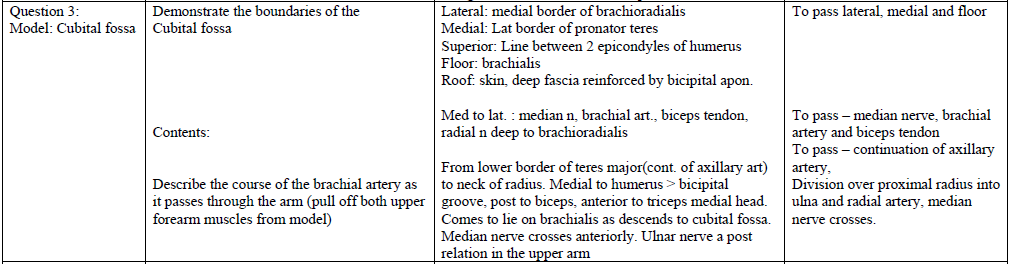 Question 3:
Model: Cubital fossa
Demonstrate the boundaries of the
Cubital fossa
Lateral: medial border of brachioradialis
Medial: Lat border of pronator teres
Superior: Line between 2 epicondyles of humerus
Floor: brachialis
Roof: skin, deep fascia reinforced by bicipital apon.
To pass lateral, medial and floor
Contents:
Med to lat. : median n, brachial art., biceps tendon,
radial n deep to brachioradialis
To pass – median nerve, brachial
artery and biceps tendon
To pass – continuation of axillary
artery,
Division over proximal radius into
ulna and radial artery, median
nerve crosses.
Describe the course of the brachial artery as
it passes through the arm (pull off both upper
forearm muscles from model)
From lower border of teres major(cont. of axillary art)
to neck of radius. Medial to humerus > bicipital
groove, post to biceps, anterior to triceps medial head.
Comes to lie on brachialis as descends to cubital fossa.
Median nerve crosses anteriorly. Ulnar nerve a post
relation in the upper arm